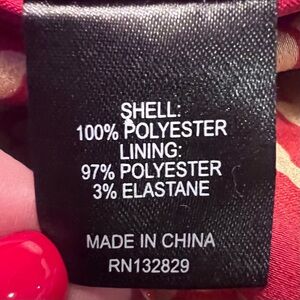 SHELL:
100% POLYESTER
LINING:
97% POLYESTER
3% ELASTANE
MADE IN CHINA
RN132829